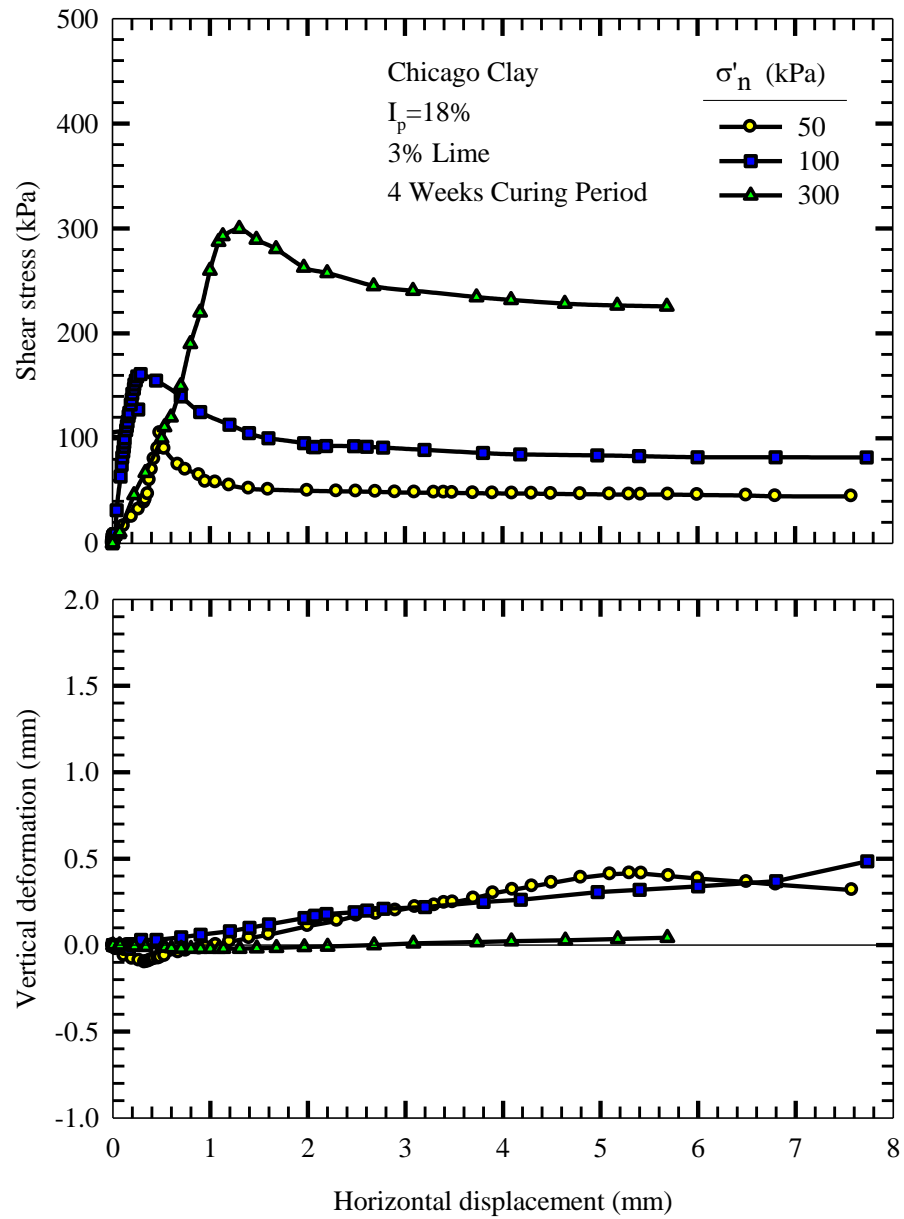 500
400
300
200
100
0
Shear stress (kPa)
Chicago Clay
Iₚ=18%
3% Lime
4 Weeks Curing Period
σ'n (kPa)
50
100
300
2.0
1.5
1.0
0.5
0.0
-0.5
-1.0
Vertical deformation (mm)
0 1 2 3 4 5 6 7 8
Horizontal displacement (mm)